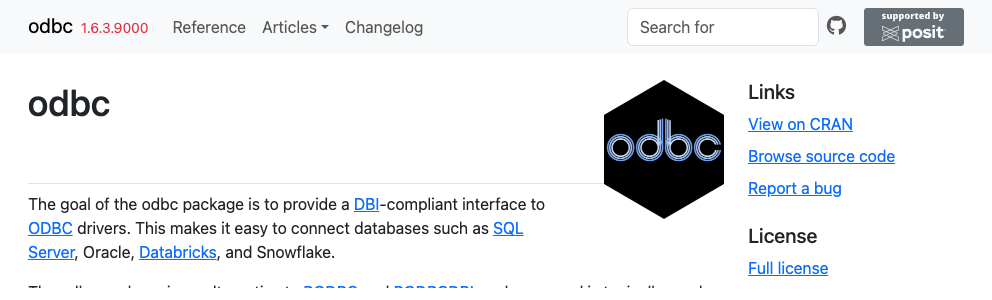 odbc 1.6.3.9000 Reference Articles Changelog Search for supported by posit
odbc
odbc
The goal of the odbc package is to provide a DBI-compliant interface to
ODBC drivers. This makes it easy to connect databases such as SQL
Server, Oracle, Databricks, and Snowflake.
Links
View on CRAN
Browse source code
Report a bug
License
Full license